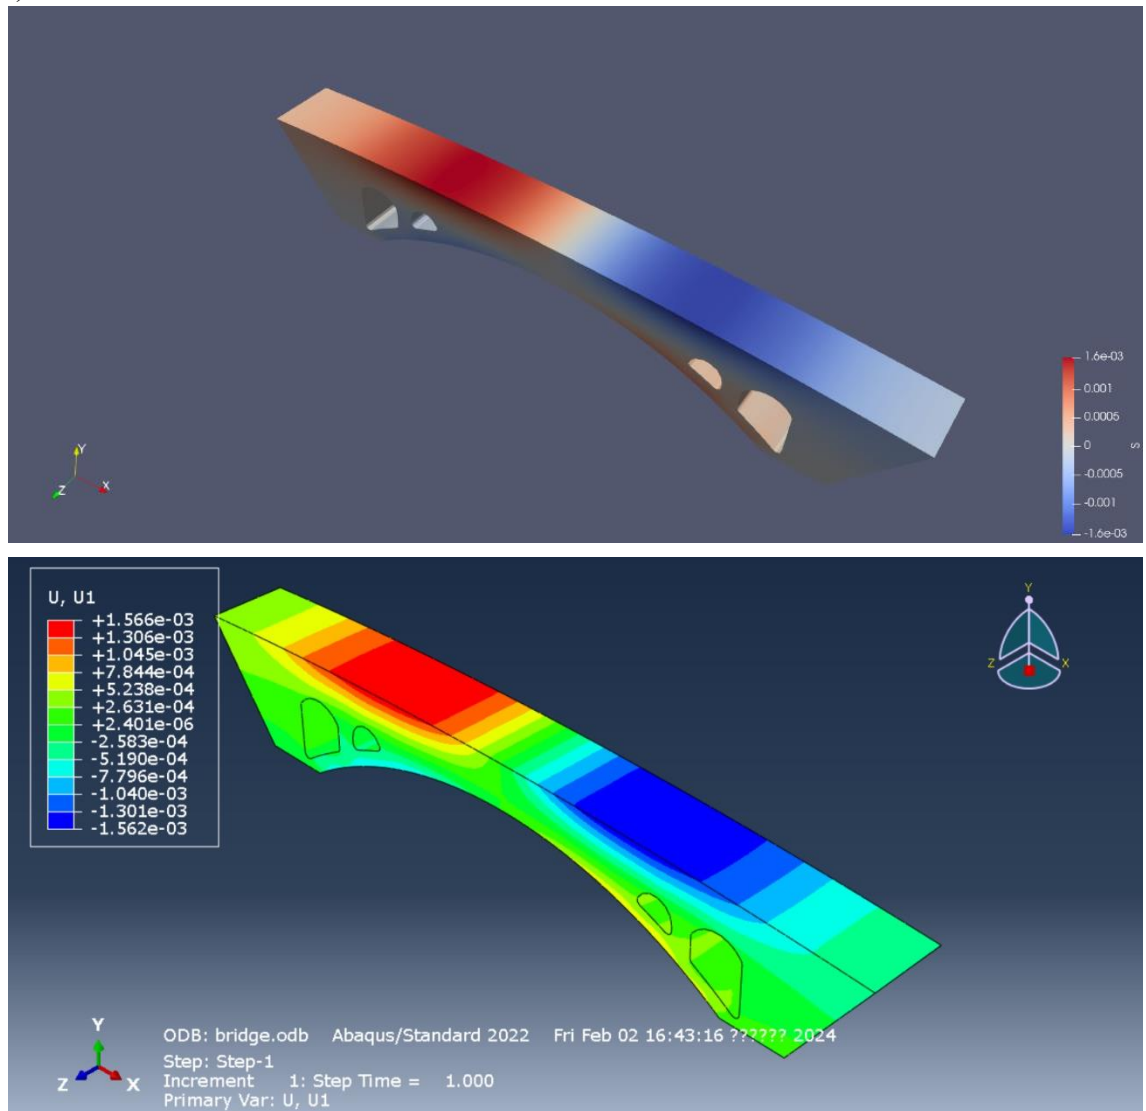 1.6e-03
0.001
0.0005
0
-0.0005
-0.001
-1.6e-03
S
Y
Z
X
U, U1
+1.566e-03
+1.306e-03
+1.045e-03
+7.844e-04
+5.238e-04
+2.631e-04
+2.401e-06
-2.583e-04
-5.190e-04
-7.796e-04
-1.040e-03
-1.301e-03
-1.562e-03
Y
Z
X
Y
Z
X
ODB: bridge.odb Abaqus/Standard 2022 Fri Feb 02 16:43:16 ?????? 2024
Step: Step-1
Increment 1: Step Time = 1.000
Primary Var: U, U1